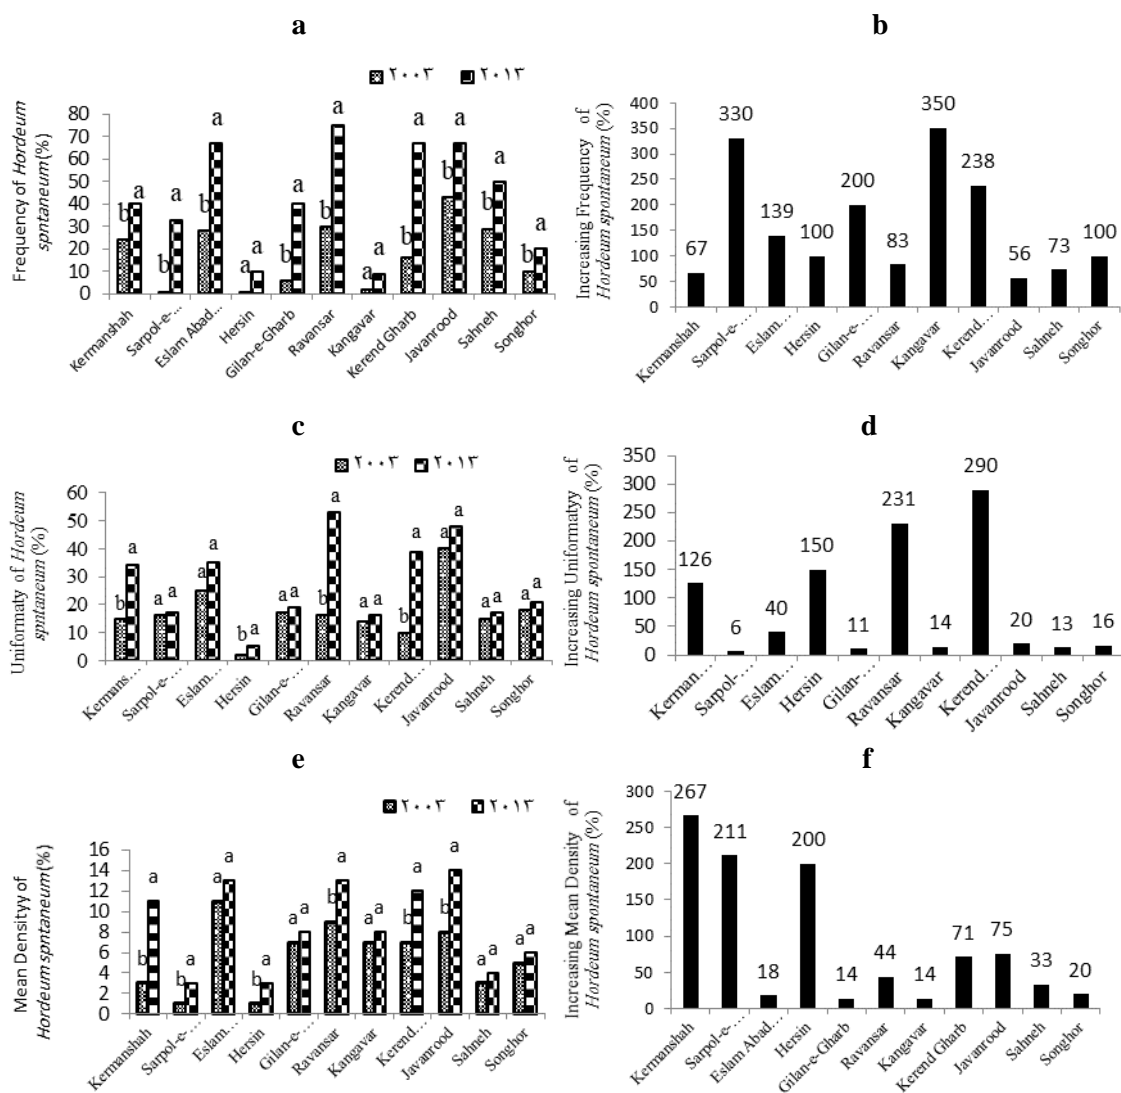 a
۲۰۰۳ ۲۰۱۳
Frequency of Hordeum
spntaneum(%)
80
70
60
50
40
30
20
10
0
b a b a b a a a b a b a a a b a b a b a b a
Kermanshah Sarpol-e-... Eslam Abad... Hersin Gilan-e-Gharb Ravansar Kangavar Kerend Gharb Javanrood Sahneh Songhor
b
Increasing Frequency of
Hordeum spontaneum (%)
400
350
300
250
200
150
100
50
0
67 330 139 100 200 83 350 238 56 73 100
Kermanshah Sarpol-e-... Eslam... Hersin Gilan-e-... Ravansar Kangavar Kerend... Javanrood Sahneh Songhor
c
۲۰۰۳ ۲۰۱۳
Uniformaty of Hordeum
spntaneum (%)
60
50
40
30
20
10
0
b a a a a a b a a a b a a a b a a a a a a a
Kermans... Sarpol-e-... Eslam... Hersin Gilan-e-... Ravansar Kangavar Kerend... Javanrood Sahneh Songhor
d
Increasing Uniformatyy of
Hordeum spontaneum (%)
350
300
250
200
150
100
50
0
126 6 40 150 11 231 14 290 20 13 16
Kerman... Sarpol-... Eslam... Hersin Gilan-... Ravansar Kangavar Kerend... Javanrood Sahneh Songhor
e
۲۰۰۳ ۲۰۱۳
Mean Densityy of
Hordeum spntaneum(%)
16
14
12
10
8
6
4
2
0
b a b a a a b a a a b a a a b a b a a a a a
Kermanshah Sarpol-e-... Eslam... Hersin Gilan-e-... Ravansar Kangavar Kerend... Javanrood Sahneh Songhor
f
Increasing Mean Density of
Hordeum spontaneum (%)
300
250
200
150
100
50
0
267 211 18 200 14 44 14 71 75 33 20
Kermanshah Sarpol-e-... Eslam Abad... Hersin Gilan-e-Gharb Ravansar Kangavar Kerend Gharb Javanrood Sahneh Songhor